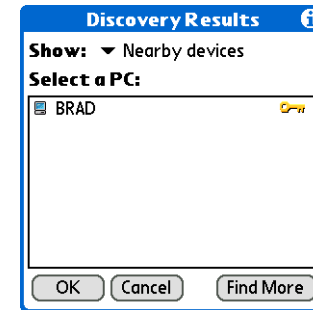 Discovery Results i
Show: Nearby devices
Select a PC:
BRAD
OK Cancel Find More